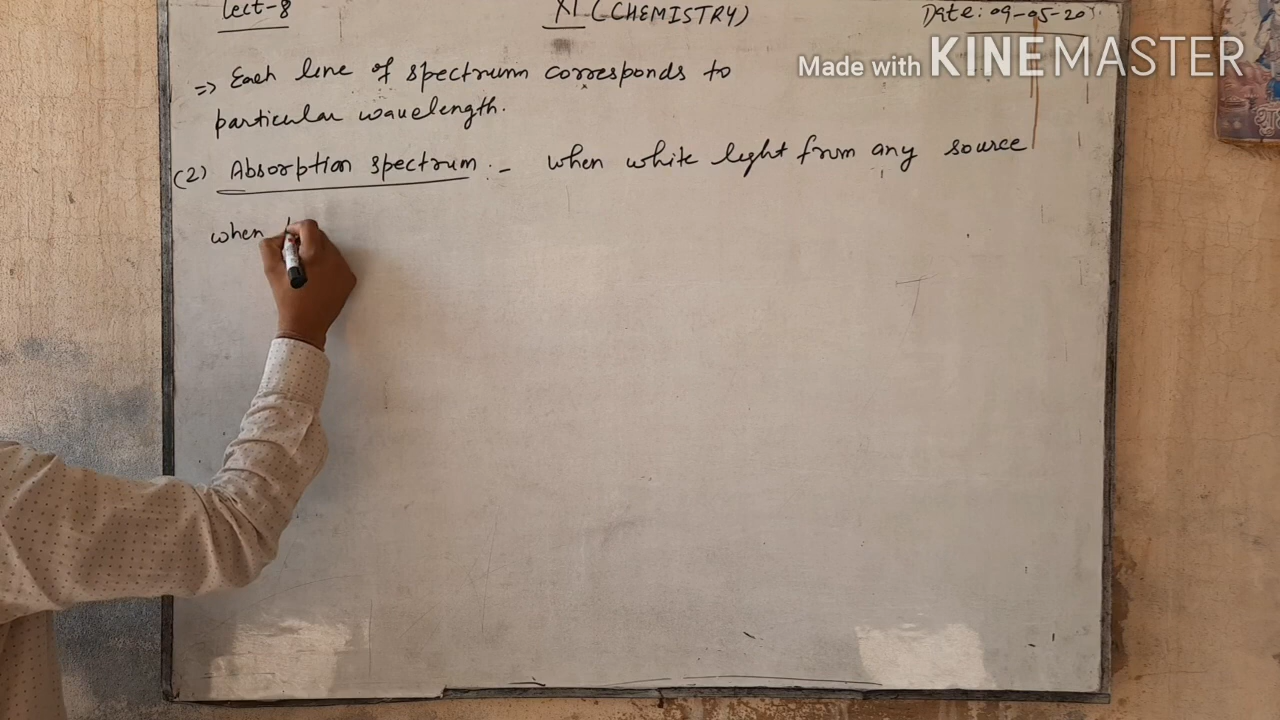 Lect-8 XI (CHEMISTRY) Date: 09-05-20
Made with KINEMASTER
=> Each line of spectrum corresponds to
particular wavelength.
(2) Absorption spectrum :- when white light from any source
when